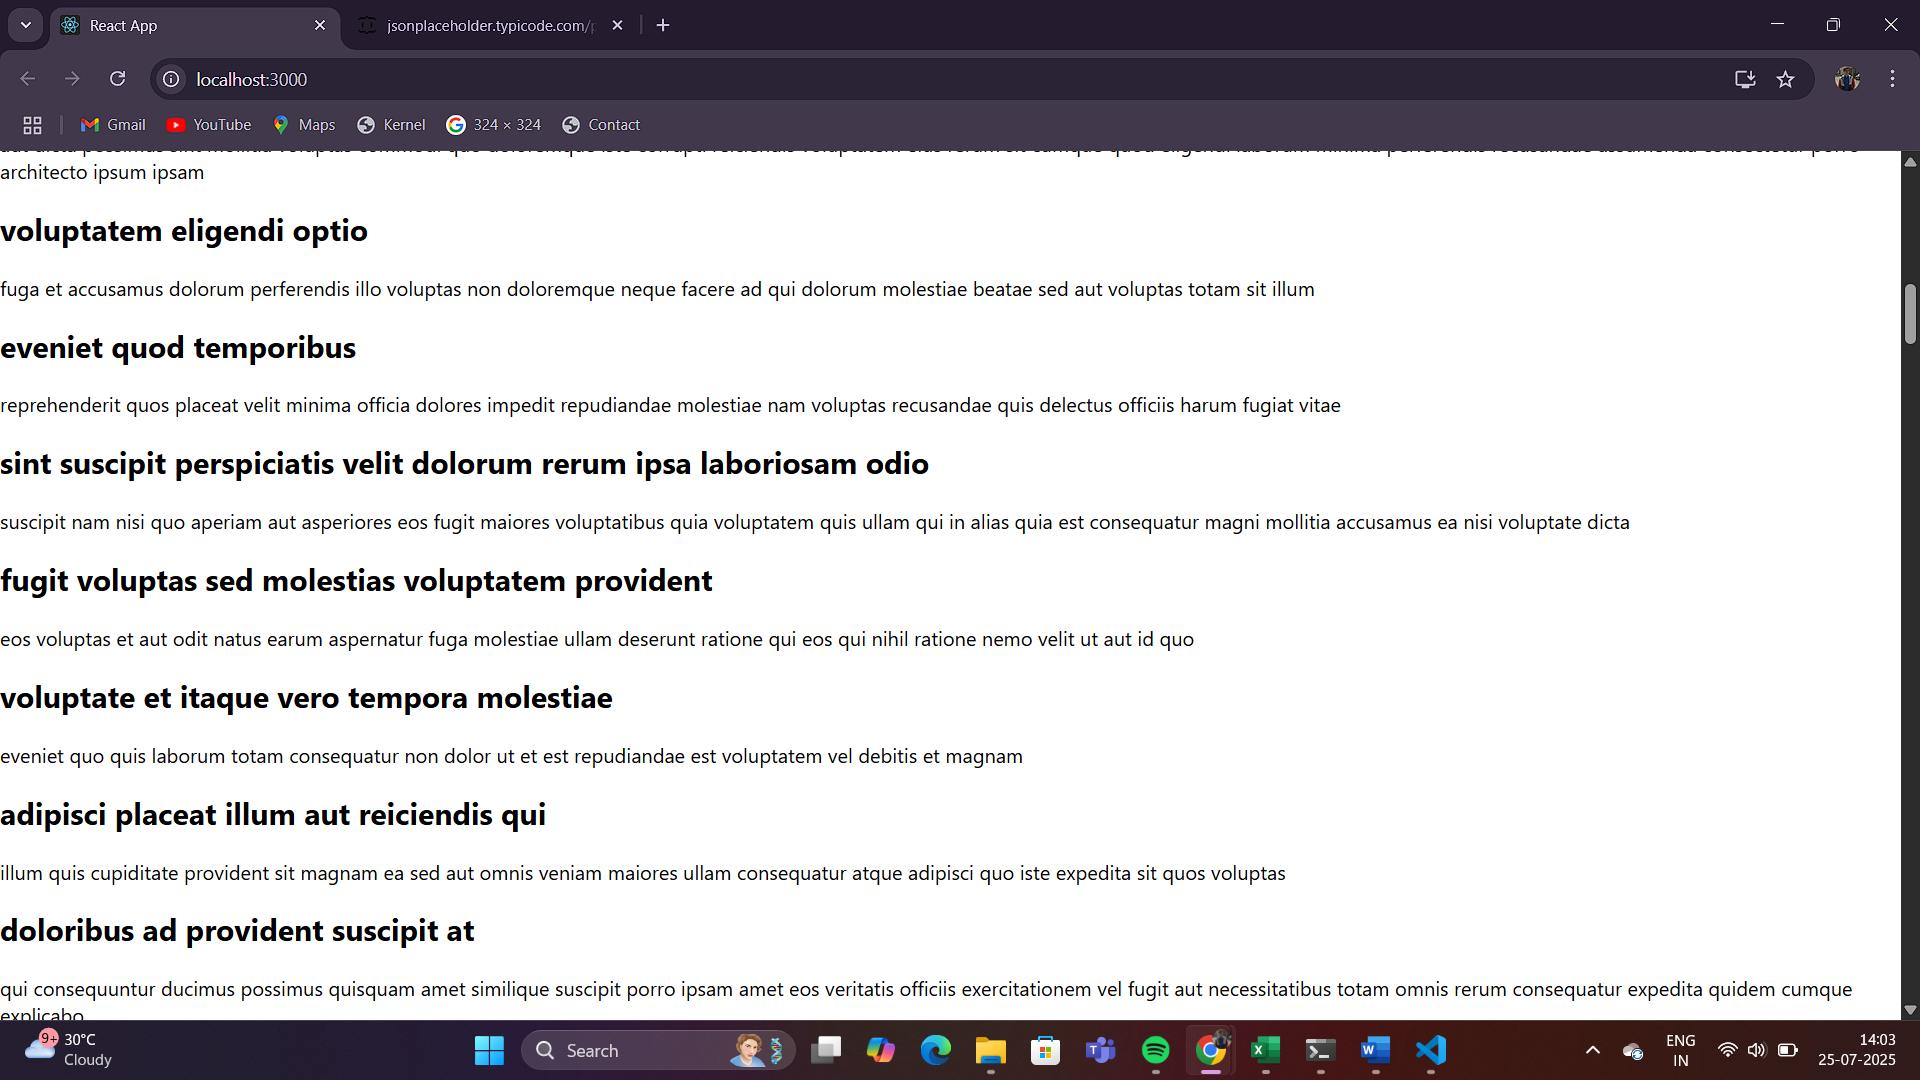 React App
jsonplaceholder.typicode.com/p
localhost:3000
Gmail
YouTube
Maps
Kernel
324 × 324
Contact
architecto ipsum ipsam
voluptatem eligendi optio
fuga et accusamus dolorum perferendis illo voluptas non doloremque neque facere ad qui dolorum molestiae beatae sed aut voluptas totam sit illum
eveniet quod temporibus
reprehenderit quos placeat velit minima officia dolores impedit repudiandae molestiae nam voluptas recusandae quis delectus officiis harum fugiat vitae
sint suscipit perspiciatis velit dolorum rerum ipsa laboriosam odio
suscipit nam nisi quo aperiam aut asperiores eos fugit maiores voluptatibus quia voluptatem quis ullam qui in alias quia est consequatur magni mollitia accusamus ea nisi voluptate dicta
fugit voluptas sed molestias voluptatem provident
eos voluptas et aut odit natus earum aspernatur fuga molestiae ullam deserunt ratione qui eos qui nihil ratione nemo velit ut aut id quo
voluptate et itaque vero tempora molestiae
eveniet quo quis laborum totam consequatur non dolor ut et est repudiandae est voluptatem vel debitis et magnam
adipisci placeat illum aut reiciendis qui
illum quis cupiditate provident sit magnam ea sed aut omnis veniam maiores ullam consequatur atque adipisci quo iste expedita sit quos voluptas
doloribus ad provident suscipit at
qui consequuntur ducimus possimus quisquam amet similique suscipit porro ipsam amet eos veritatis officiis exercitationem vel fugit aut necessitatibus totam omnis rerum consequatur expedita quidem cumque
explicabo
9+
30°C
Cloudy
Search
ENG
IN
14:03
25-07-2025